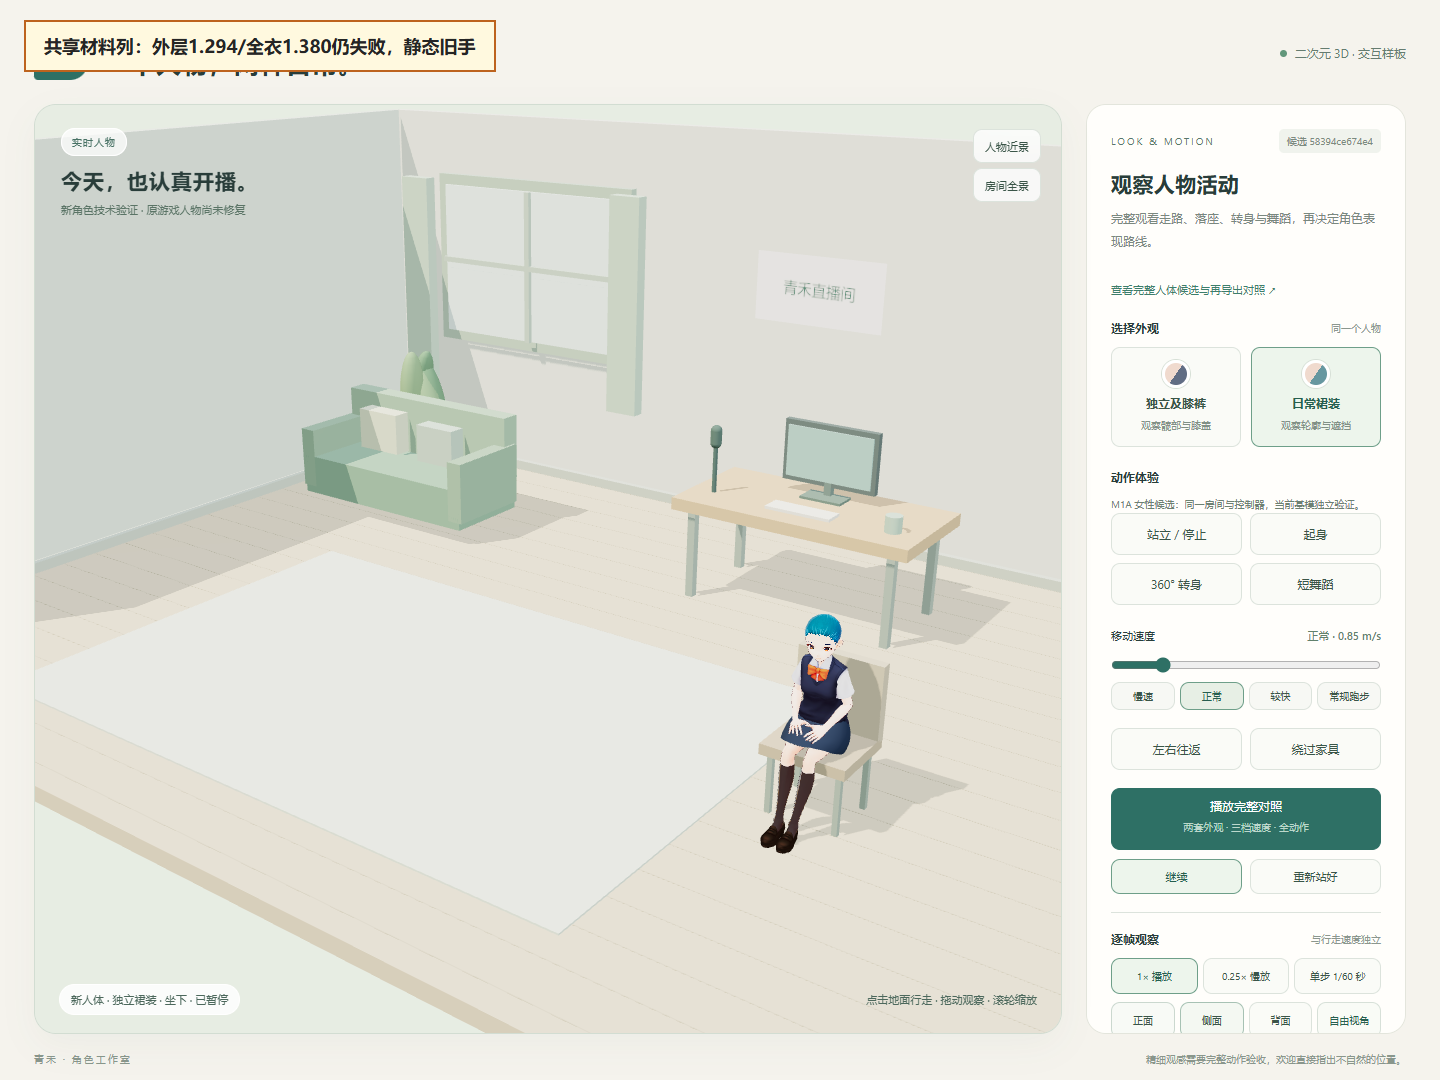 共享材料列：外层1.294/全衣1.380仍失败，静态旧手
二次元 3D · 交互样板
实时人物
今天，也认真开播。
新角色技术验证 · 原游戏人物尚未修复
人物近景
房间全景
青禾直播间
新人体 · 独立裙装 · 坐下 · 已暂停
点击地面行走 · 拖动观察 · 滚轮缩放
LOOK & MOTION
候选 58394ce674e4
观察人物活动
完整观看走路、落座、转身与舞蹈，再决定角色表
现路线。
查看完整人体候选与再导出对照 ↗
选择外观
同一个人物
独立及膝裤
观察髋部与膝盖
日常裙装
观察轮廓与遮挡
动作体验
M1A 女性候选：同一房间与控制器，当前基模独立验证。
站立 / 停止
起身
360° 转身
短舞蹈
移动速度
正常 · 0.85 m/s
慢速
正常
较快
常规跑步
左右往返
绕过家具
播放完整对照
两套外观 · 三档速度 · 全动作
继续
重新站好
逐帧观察
与行走速度独立
1× 播放
0.25× 慢放
单步 1/60 秒
正面
侧面
背面
自由视角
青禾 · 角色工作室
精细观感需要完整动作验收，欢迎直接指出不自然的位置。